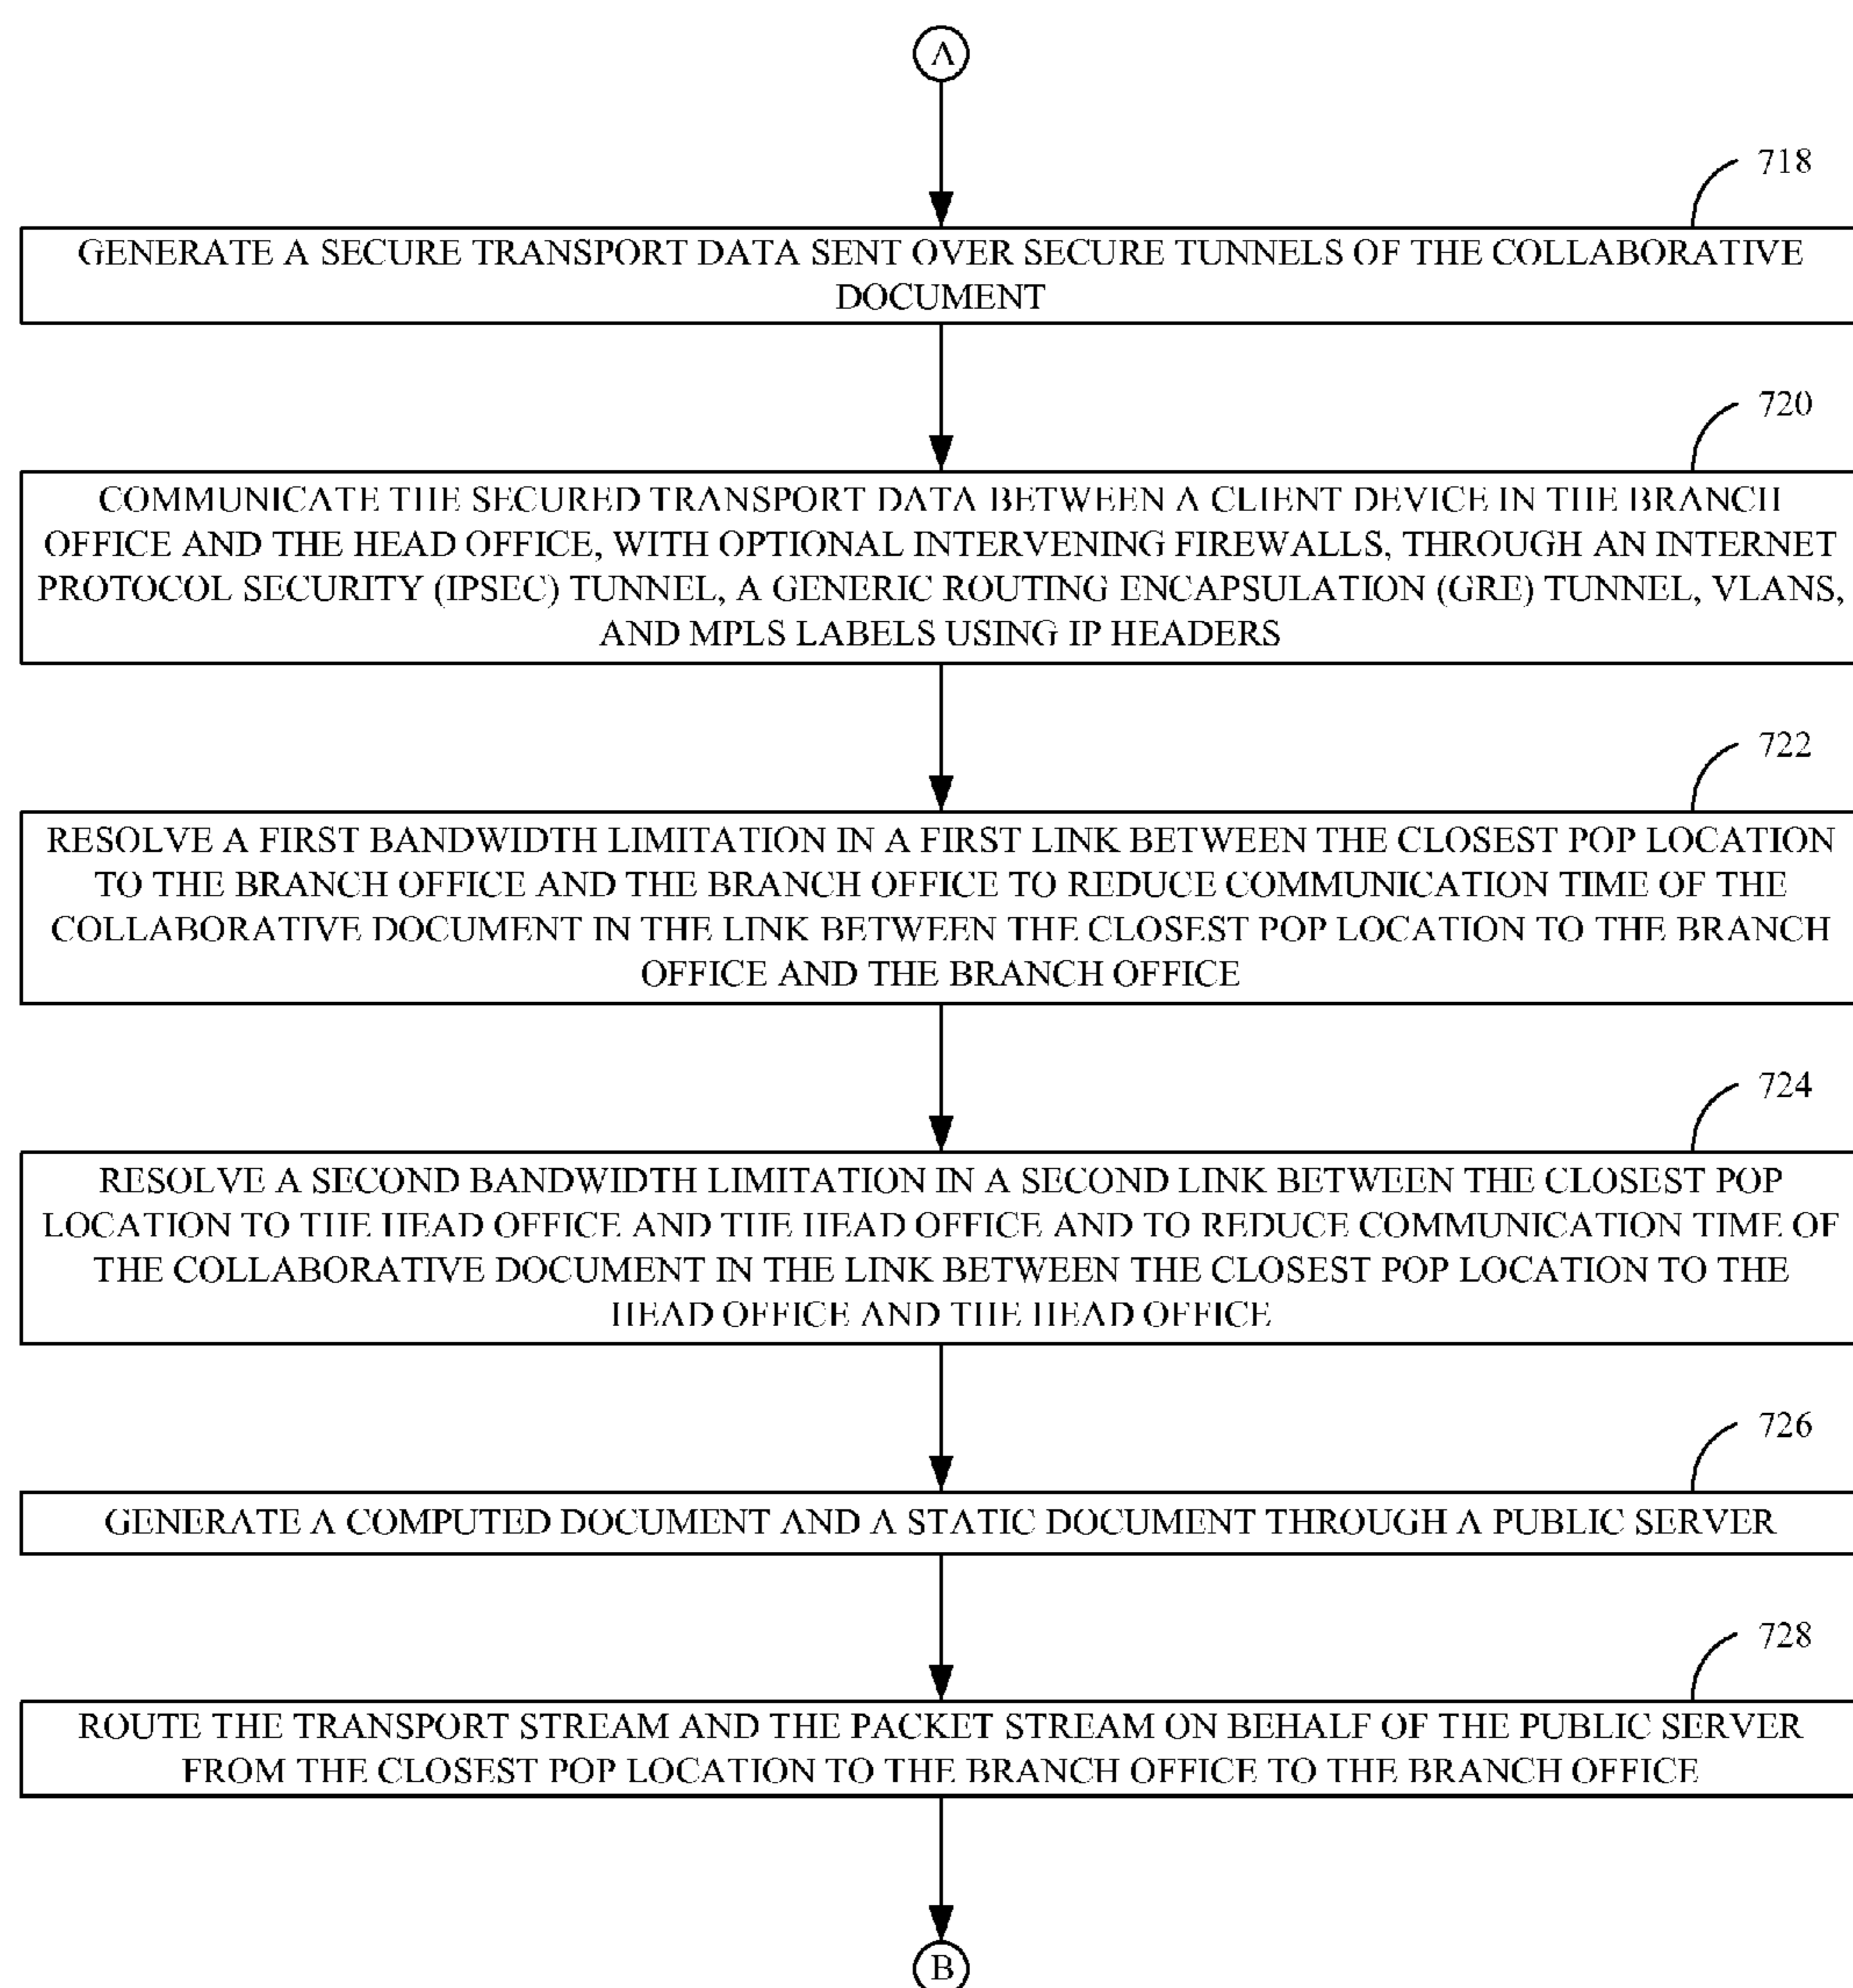 A
718
GENERATE A SECURE TRANSPORT DATA SENT OVER SECURE TUNNELS OF THE COLLABORATIVE
DOCUMENT
720
COMMUNICATE THE SECURED TRANSPORT DATA BETWEEN A CLIENT DEVICE IN THE BRANCH
OFFICE AND THE HEAD OFFICE, WITH OPTIONAL INTERVENING FIREWALLS, THROUGH AN INTERNET
PROTOCOL SECURITY (IPSEC) TUNNEL, A GENERIC ROUTING ENCAPSULATION (GRE) TUNNEL, VLANS,
AND MPLS LABELS USING IP HEADERS
722
RESOLVE A FIRST BANDWIDTH LIMITATION IN A FIRST LINK BETWEEN THE CLOSEST POP LOCATION
TO THE BRANCH OFFICE AND THE BRANCH OFFICE TO REDUCE COMMUNICATION TIME OF THE
COLLABORATIVE DOCUMENT IN THE LINK BETWEEN THE CLOSEST POP LOCATION TO THE BRANCH
OFFICE AND THE BRANCH OFFICE
724
RESOLVE A SECOND BANDWIDTH LIMITATION IN A SECOND LINK BETWEEN THE CLOSEST POP
LOCATION TO THE HEAD OFFICE AND THE HEAD OFFICE AND TO REDUCE COMMUNICATION TIME OF
THE COLLABORATIVE DOCUMENT IN THE LINK BETWEEN THE CLOSEST POP LOCATION TO THE
HEAD OFFICE AND THE HEAD OFFICE
726
GENERATE A COMPUTED DOCUMENT AND A STATIC DOCUMENT THROUGH A PUBLIC SERVER
728
ROUTE THE TRANSPORT STREAM AND THE PACKET STREAM ON BEHALF OF THE PUBLIC SERVER
FROM THE CLOSEST POP LOCATION TO THE BRANCH OFFICE TO THE BRANCH OFFICE
B